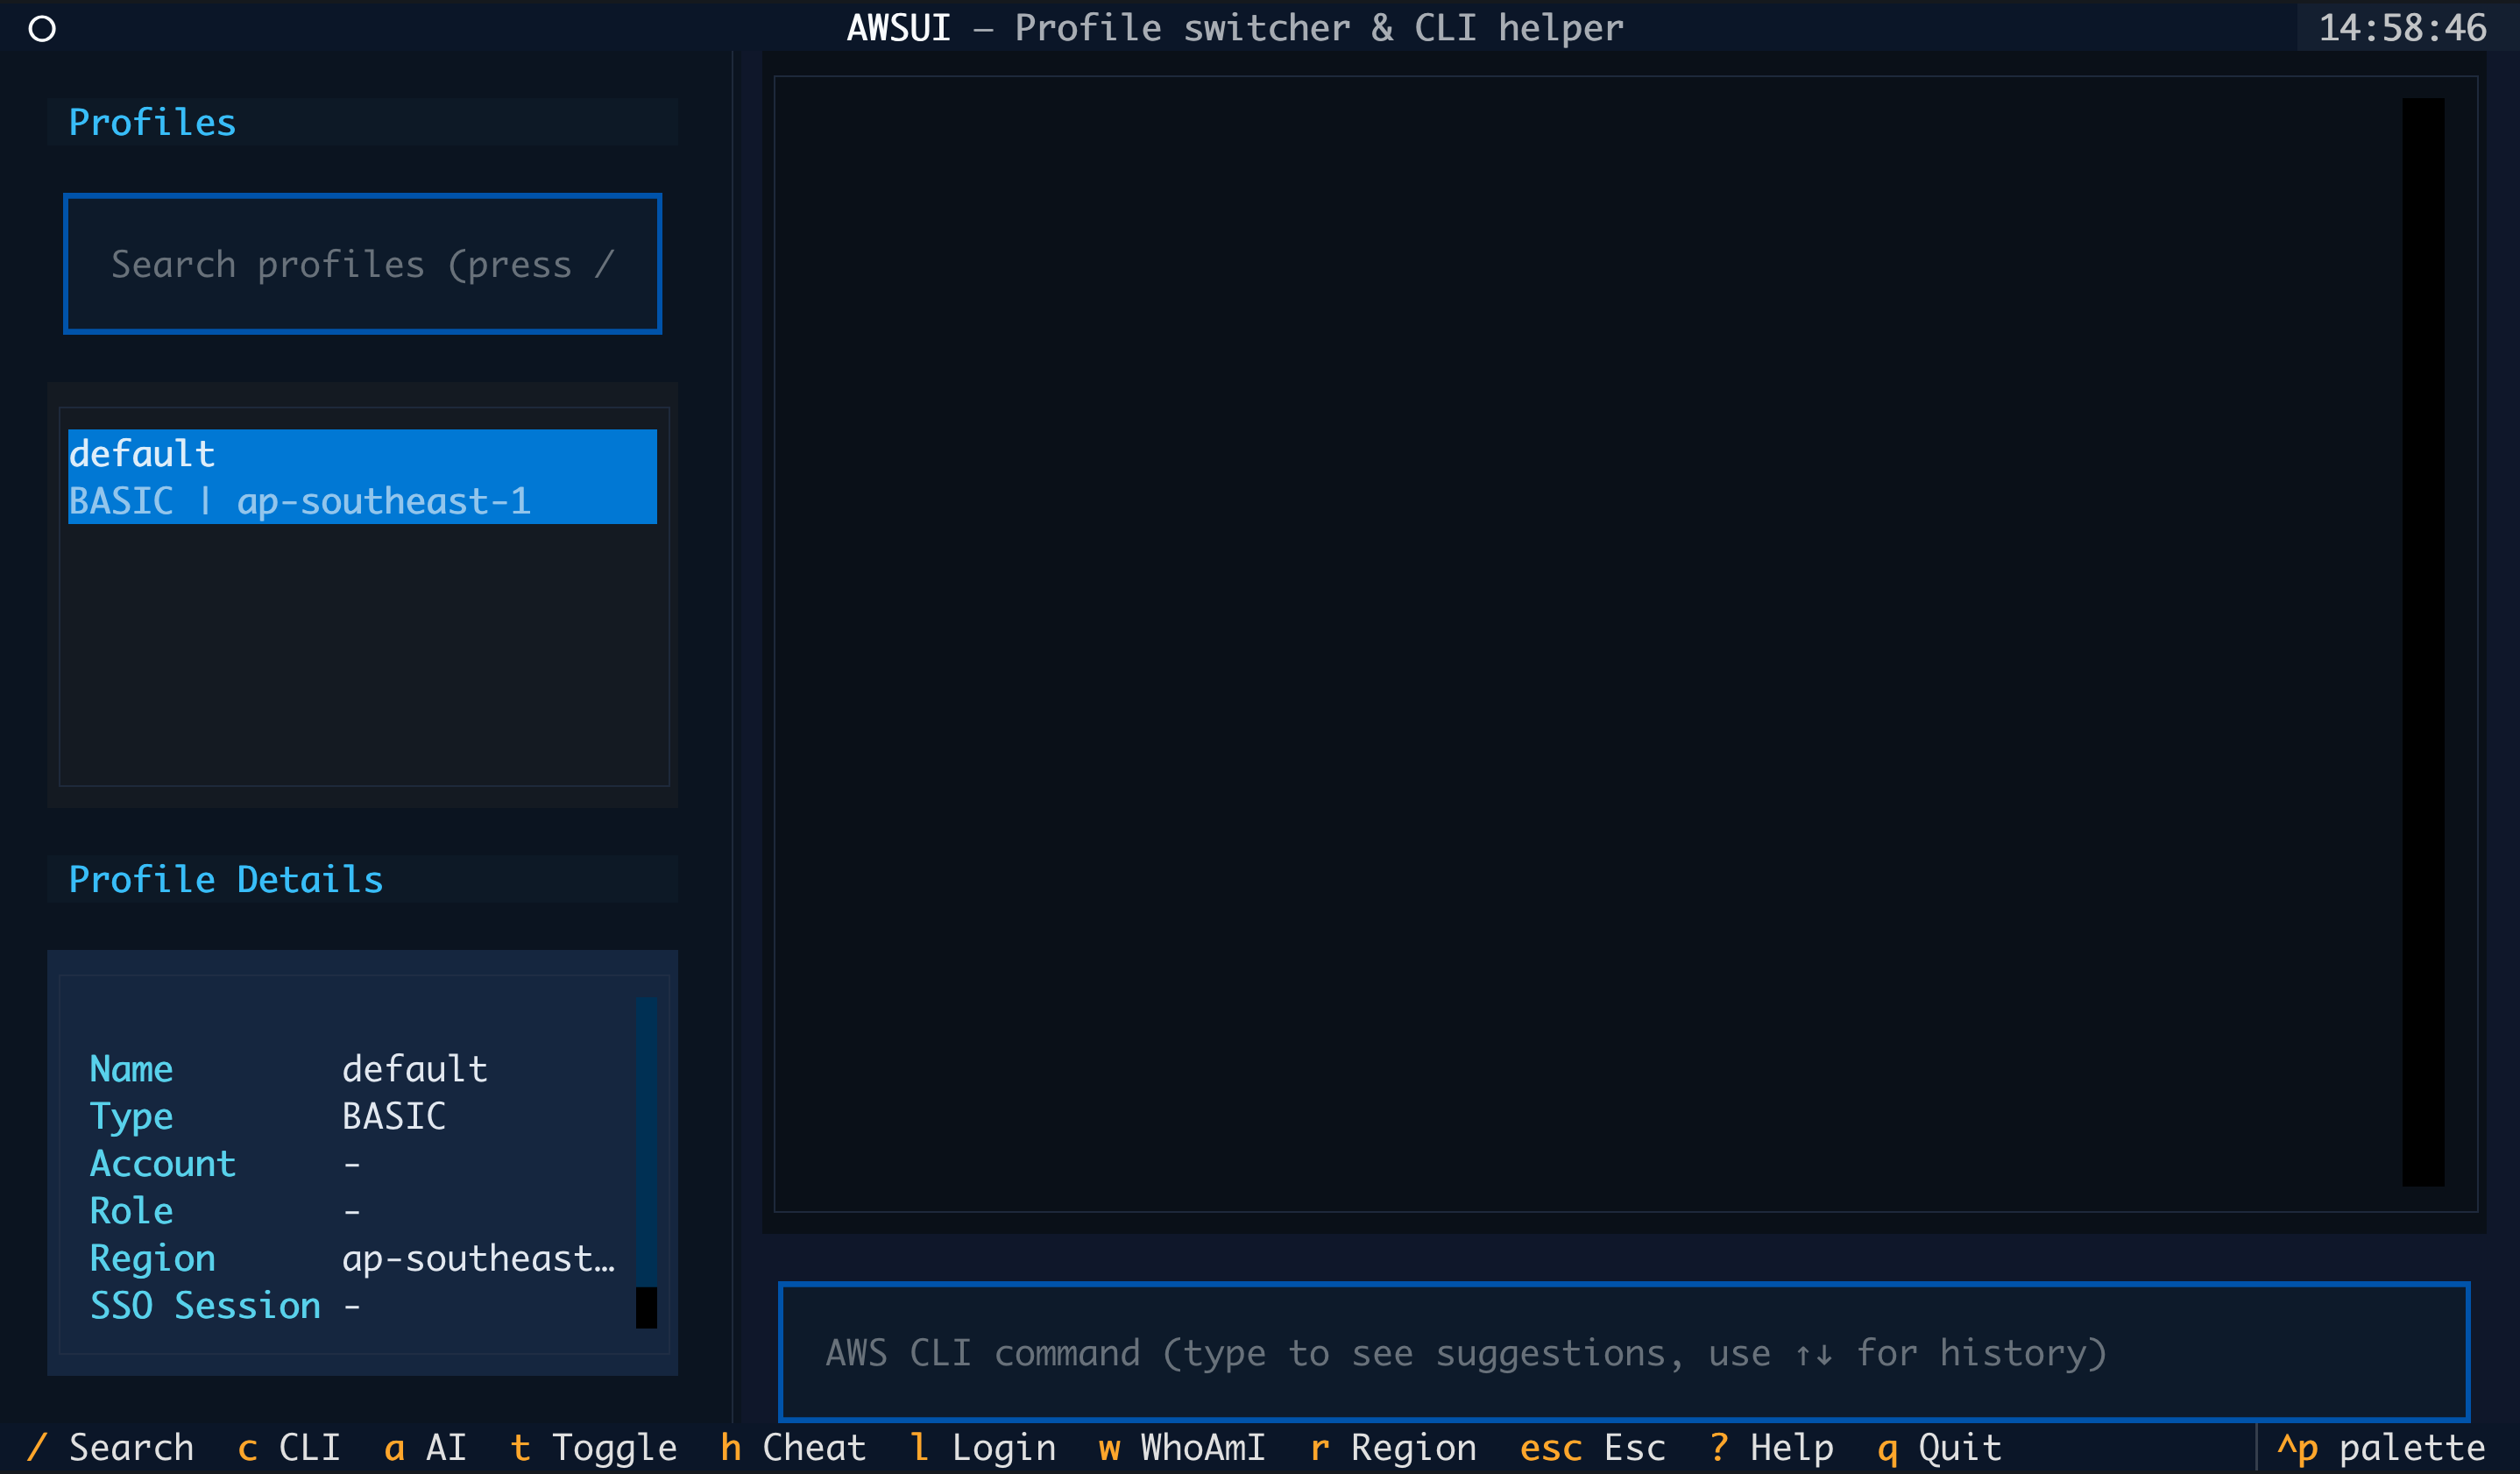 AWSUI — Profile switcher & CLI helper
14:58:46
Profiles
Search profiles (press /
default
BASIC | ap-southeast-1
Profile Details
Name default
Type BASIC
Account -
Role -
Region ap-southeast…
SSO Session -
AWS CLI command (type to see suggestions, use ↑↓ for history)
/ Search c CLI a AI t Toggle h Cheat l Login w WhoAmI r Region esc Esc ? Help q Quit ^p palette